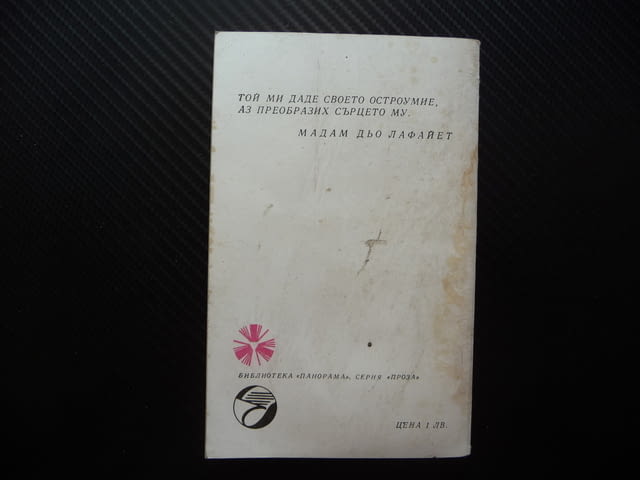 ТОЙ МИ ДАДЕ СВОЕТО ОСТРОУМИЕ,
АЗ ПРЕОБРАЗИХ СЪРЦЕТО МУ.
МАДАМ ДЬО ЛАФАЙЕТ
БИБЛИОТЕКА «ПАНОРАМА», СЕРИЯ «ПРОЗА»
ЦЕНА 1 ЛВ.